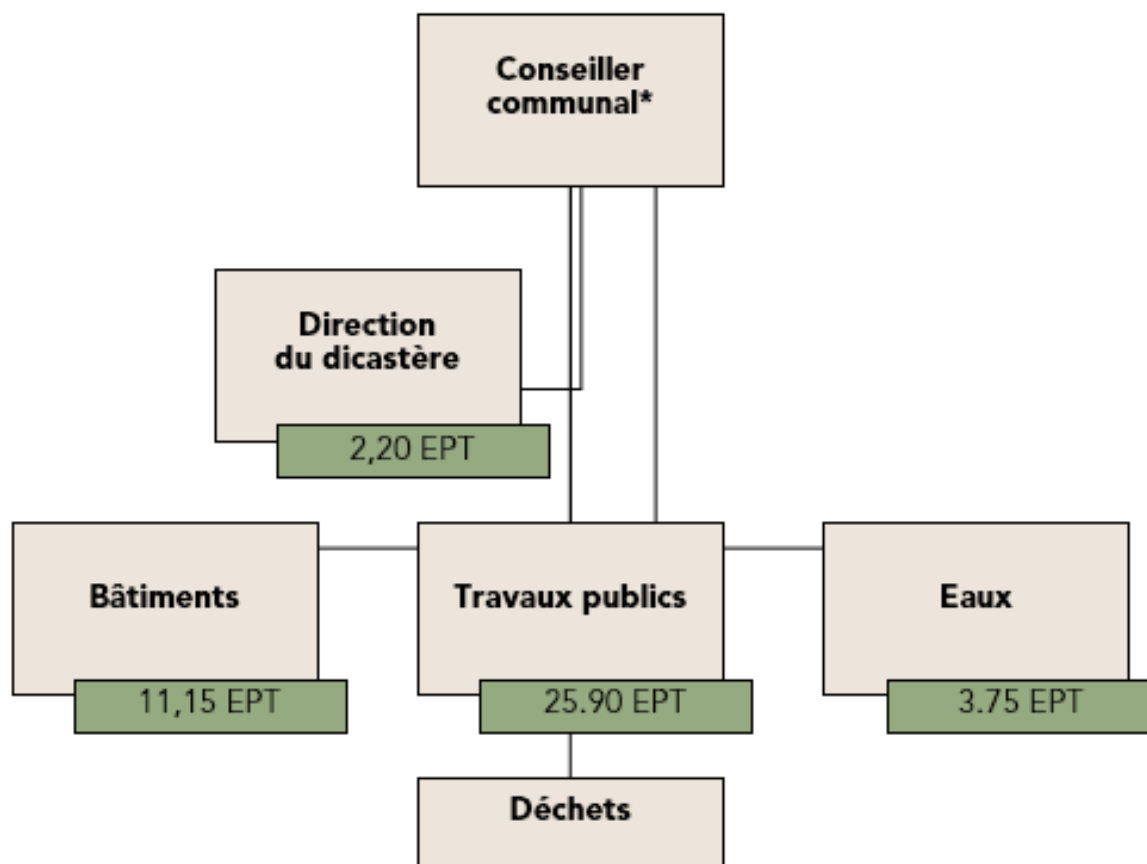 Conseiller
communal*
Direction
du dicastère
2,20 EPT
Bâtiments
11,15 EPT
Travaux publics
25.90 EPT
Eaux
3.75 EPT
Déchets